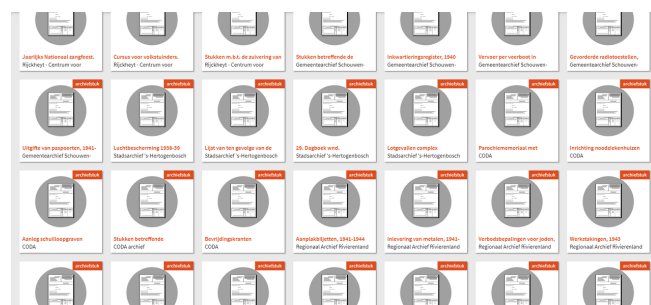 Jaarlijks Nationaal zangfeest.
Rijckheyt - Centrum voor
Cursus voor volkstuinders.
Rijckheyt - Centrum voor
Stukken m.b.t. de zuivering van
Rijckheyt - Centrum voor
Stukken betreffende de
Gemeentearchief Schouwen-
Inkwartieringsregister, 1940
Gemeentearchief Schouwen-
Vervoer per veerboot in
Gemeentearchief Schouwen-
Gevorderde radiotoestellen,
Gemeentearchief Schouwen-
archiefstuk
archiefstuk
archiefstuk
archiefstuk
archiefstuk
archiefstuk
archiefstuk
Uitgifte van paspoorten, 1941-
Gemeentearchief Schouwen-
Luchtbescherming 1938-39
Stadsarchief 's-Hertogenbosch
Lijst van ten gevolge van de
Stadsarchief 's-Hertogenbosch
29. Dagboek wnd.
Stadsarchief 's-Hertogenbosch
Lotgevallen complex
Stadsarchief 's-Hertogenbosch
Parochiememoriaal met
CODA
Inrichting noodziekenhuizen
CODA
archiefstuk
archiefstuk
archiefstuk
archiefstuk
archiefstuk
archiefstuk
archiefstuk
Aanleg schuilloopgraven
CODA
Stukken betreffende
CODA archief
Bevrijdingskranten
CODA
Aanplakbiljetten, 1941-1944
Regionaal Archief Rivierenland
Inlevering van metalen, 1941-
Regionaal Archief Rivierenland
Verbodsbepalingen voor joden,
Regionaal Archief Rivierenland
Werkstakingen, 1943
Regionaal Archief Rivierenland
archiefstuk
archiefstuk
archiefstuk
archiefstuk
archiefstuk
archiefstuk
archiefstuk